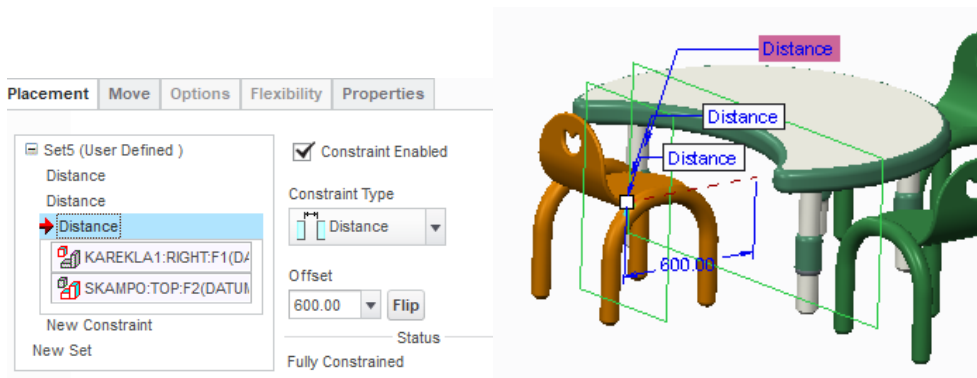 Placement Move Options Flexibility Properties
Set5 (User Defined )
Distance
Distance
Distance
KAREKLA1:RIGHT:F1(DA
SKAMPO:TOP:F2(DATUM
New Constraint
New Set
Constraint Enabled
Constraint Type
Distance
Offset
600.00 Flip
Status
Fully Constrained
Distance
Distance
Distance
600.00